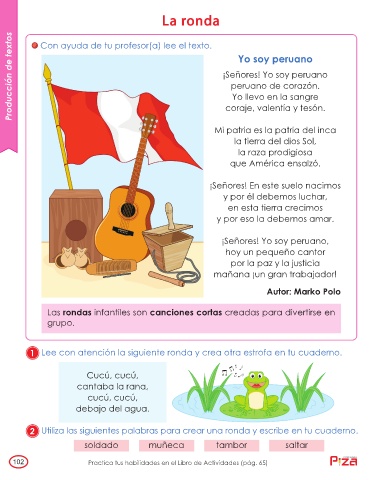 La ronda
Producción de textos
Con ayuda de tu profesor(a) lee el texto.
Yo soy peruano
¡Señores! Yo soy peruano
peruano de corazón.
Yo llevo en la sangre
coraje, valentía y tesón.
Mi patria es la patria del inca
la tierra del dios Sol,
la raza prodigiosa
que América ensalzó.
¡Señores! En este suelo nacimos
y por él debemos luchar,
en esta tierra crecimos
y por eso la debemos amar.
¡Señores! Yo soy peruano,
hoy un pequeño cantor
por la paz y la justicia
mañana ¡un gran trabajador!
Autor: Marko Polo
Las rondas infantiles son canciones cortas creadas para divertirse en
grupo.
1 Lee con atención la siguiente ronda y crea otra estrofa en tu cuaderno.
Cucú, cucú,
cantaba la rana,
cucú, cucú,
debajo del agua.
2 Utiliza las siguientes palabras para crear una ronda y escribe en tu cuaderno.
soldado muñeca tambor saltar
102 Practica tus habilidades en el Libro de Actividades (pág. 65)
Piza